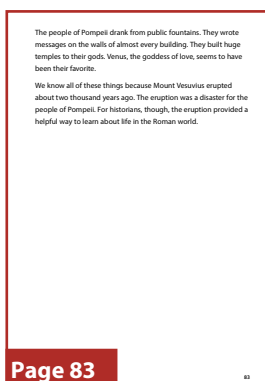 The people of Pompeii drank from public fountains. They wrote
messages on the walls of almost every building. They built huge
temples to their gods. Venus, the goddess of love, seems to have
been their favorite.
We know all of these things because Mount Vesuvius erupted
about two thousand years ago. The eruption was a disaster for the
people of Pompeii. For historians, though, the eruption provided a
helpful way to learn about life in the Roman world.
Page 83
83